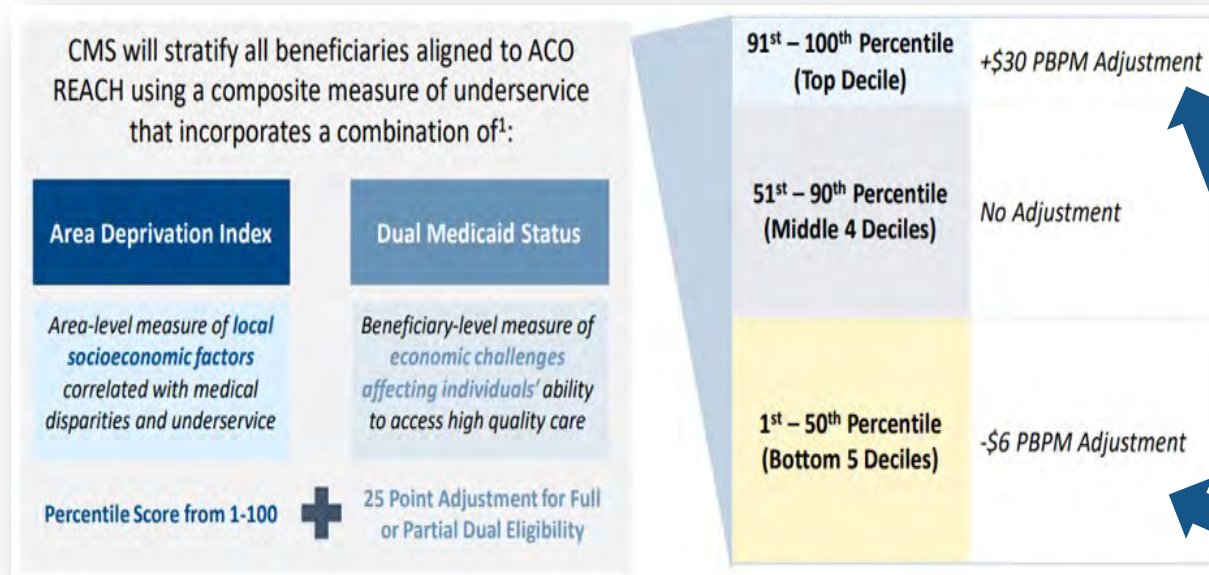 CMS will stratify all beneficiaries aligned to ACO
REACH using a composite measure of underservice
that incorporates a combination of¹:
Area Deprivation Index
Area-level measure of local
socioeconomic factors
correlated with medical
disparities and underservice
Percentile Score from 1-100
+
Dual Medicaid Status
Beneficiary-level measure of
economic challenges
affecting individuals' ability
to access high quality care
25 Point Adjustment for Full
or Partial Dual Eligibility
91st – 100th Percentile
(Top Decile)
+$30 PBPM Adjustment
51st – 90th Percentile
(Middle 4 Deciles)
No Adjustment
1st – 50th Percentile
(Bottom 5 Deciles)
-$6 PBPM Adjustment